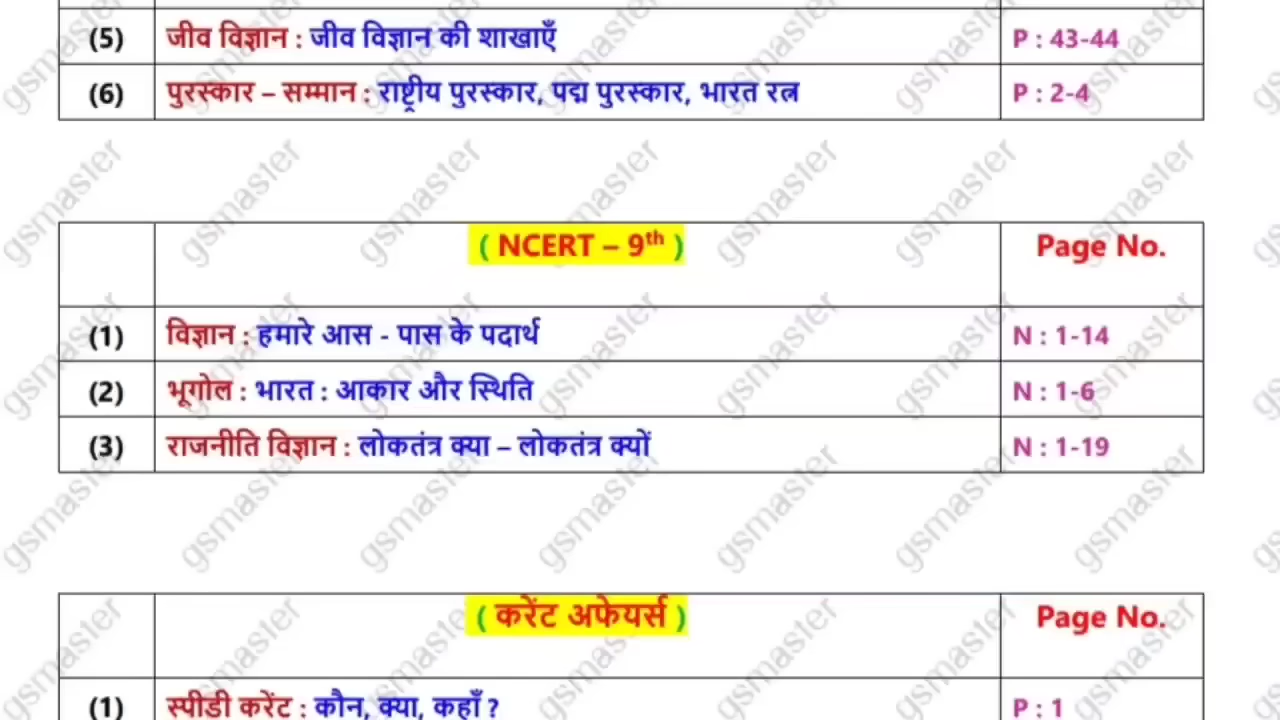 (5) जीव विज्ञान : जीव विज्ञान की शाखाएँ P : 43-44
(6) पुरस्कार – सम्मान : राष्ट्रीय पुरस्कार, पद्म पुरस्कार, भारत रत्न P : 2-4
( NCERT – 9th ) Page No.
(1) विज्ञान : हमारे आस - पास के पदार्थ N : 1-14
(2) भूगोल : भारत : आकार और स्थिति N : 1-6
(3) राजनीति विज्ञान : लोकतंत्र क्या – लोकतंत्र क्यों N : 1-19
( करेंट अफेयर्स ) Page No.
(1) स्पीडी करेंट : कौन, क्या, कहाँ ? P : 1
gsmaster